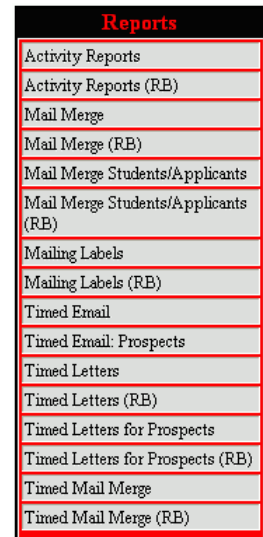 Reports
Activity Reports
Activity Reports (RB)
Mail Merge
Mail Merge (RB)
Mail Merge Students/Applicants
Mail Merge Students/Applicants
(RB)
Mailing Labels
Mailing Labels (RB)
Timed Email
Timed Email: Prospects
Timed Letters
Timed Letters (RB)
Timed Letters for Prospects
Timed Letters for Prospects (RB)
Timed Mail Merge
Timed Mail Merge (RB)